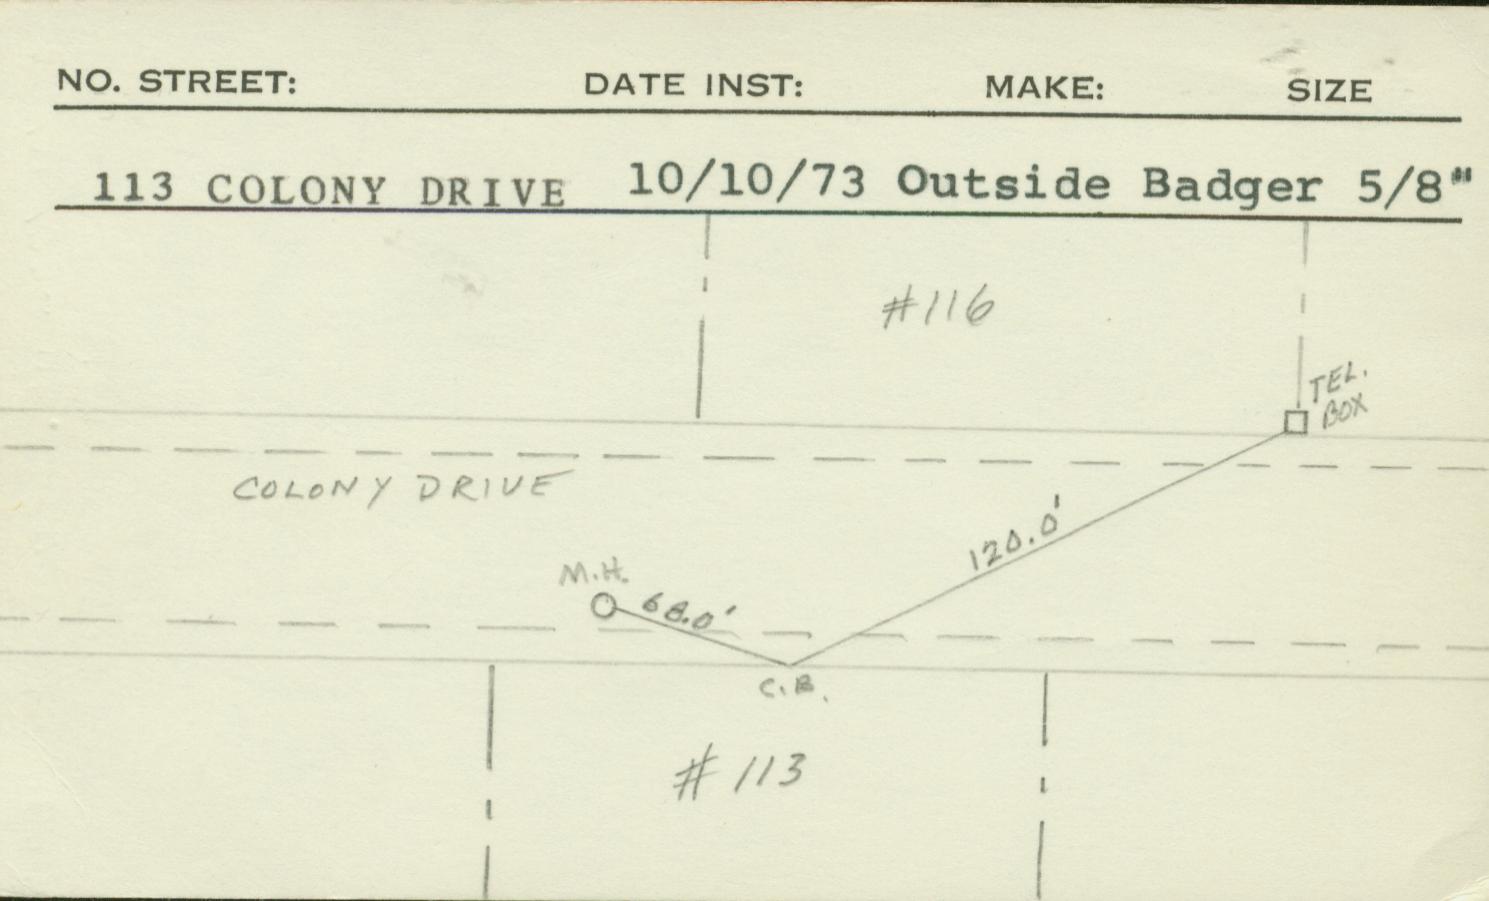 NO. STREET: DATE INST: MAKE: SIZE
113 COLONY DRIVE 10/10/73 Outside Badger 5/8"
#116
TEL.
BOX
COLONY DRIVE
120.0'
M.H.
68.0'
C.B.
#113